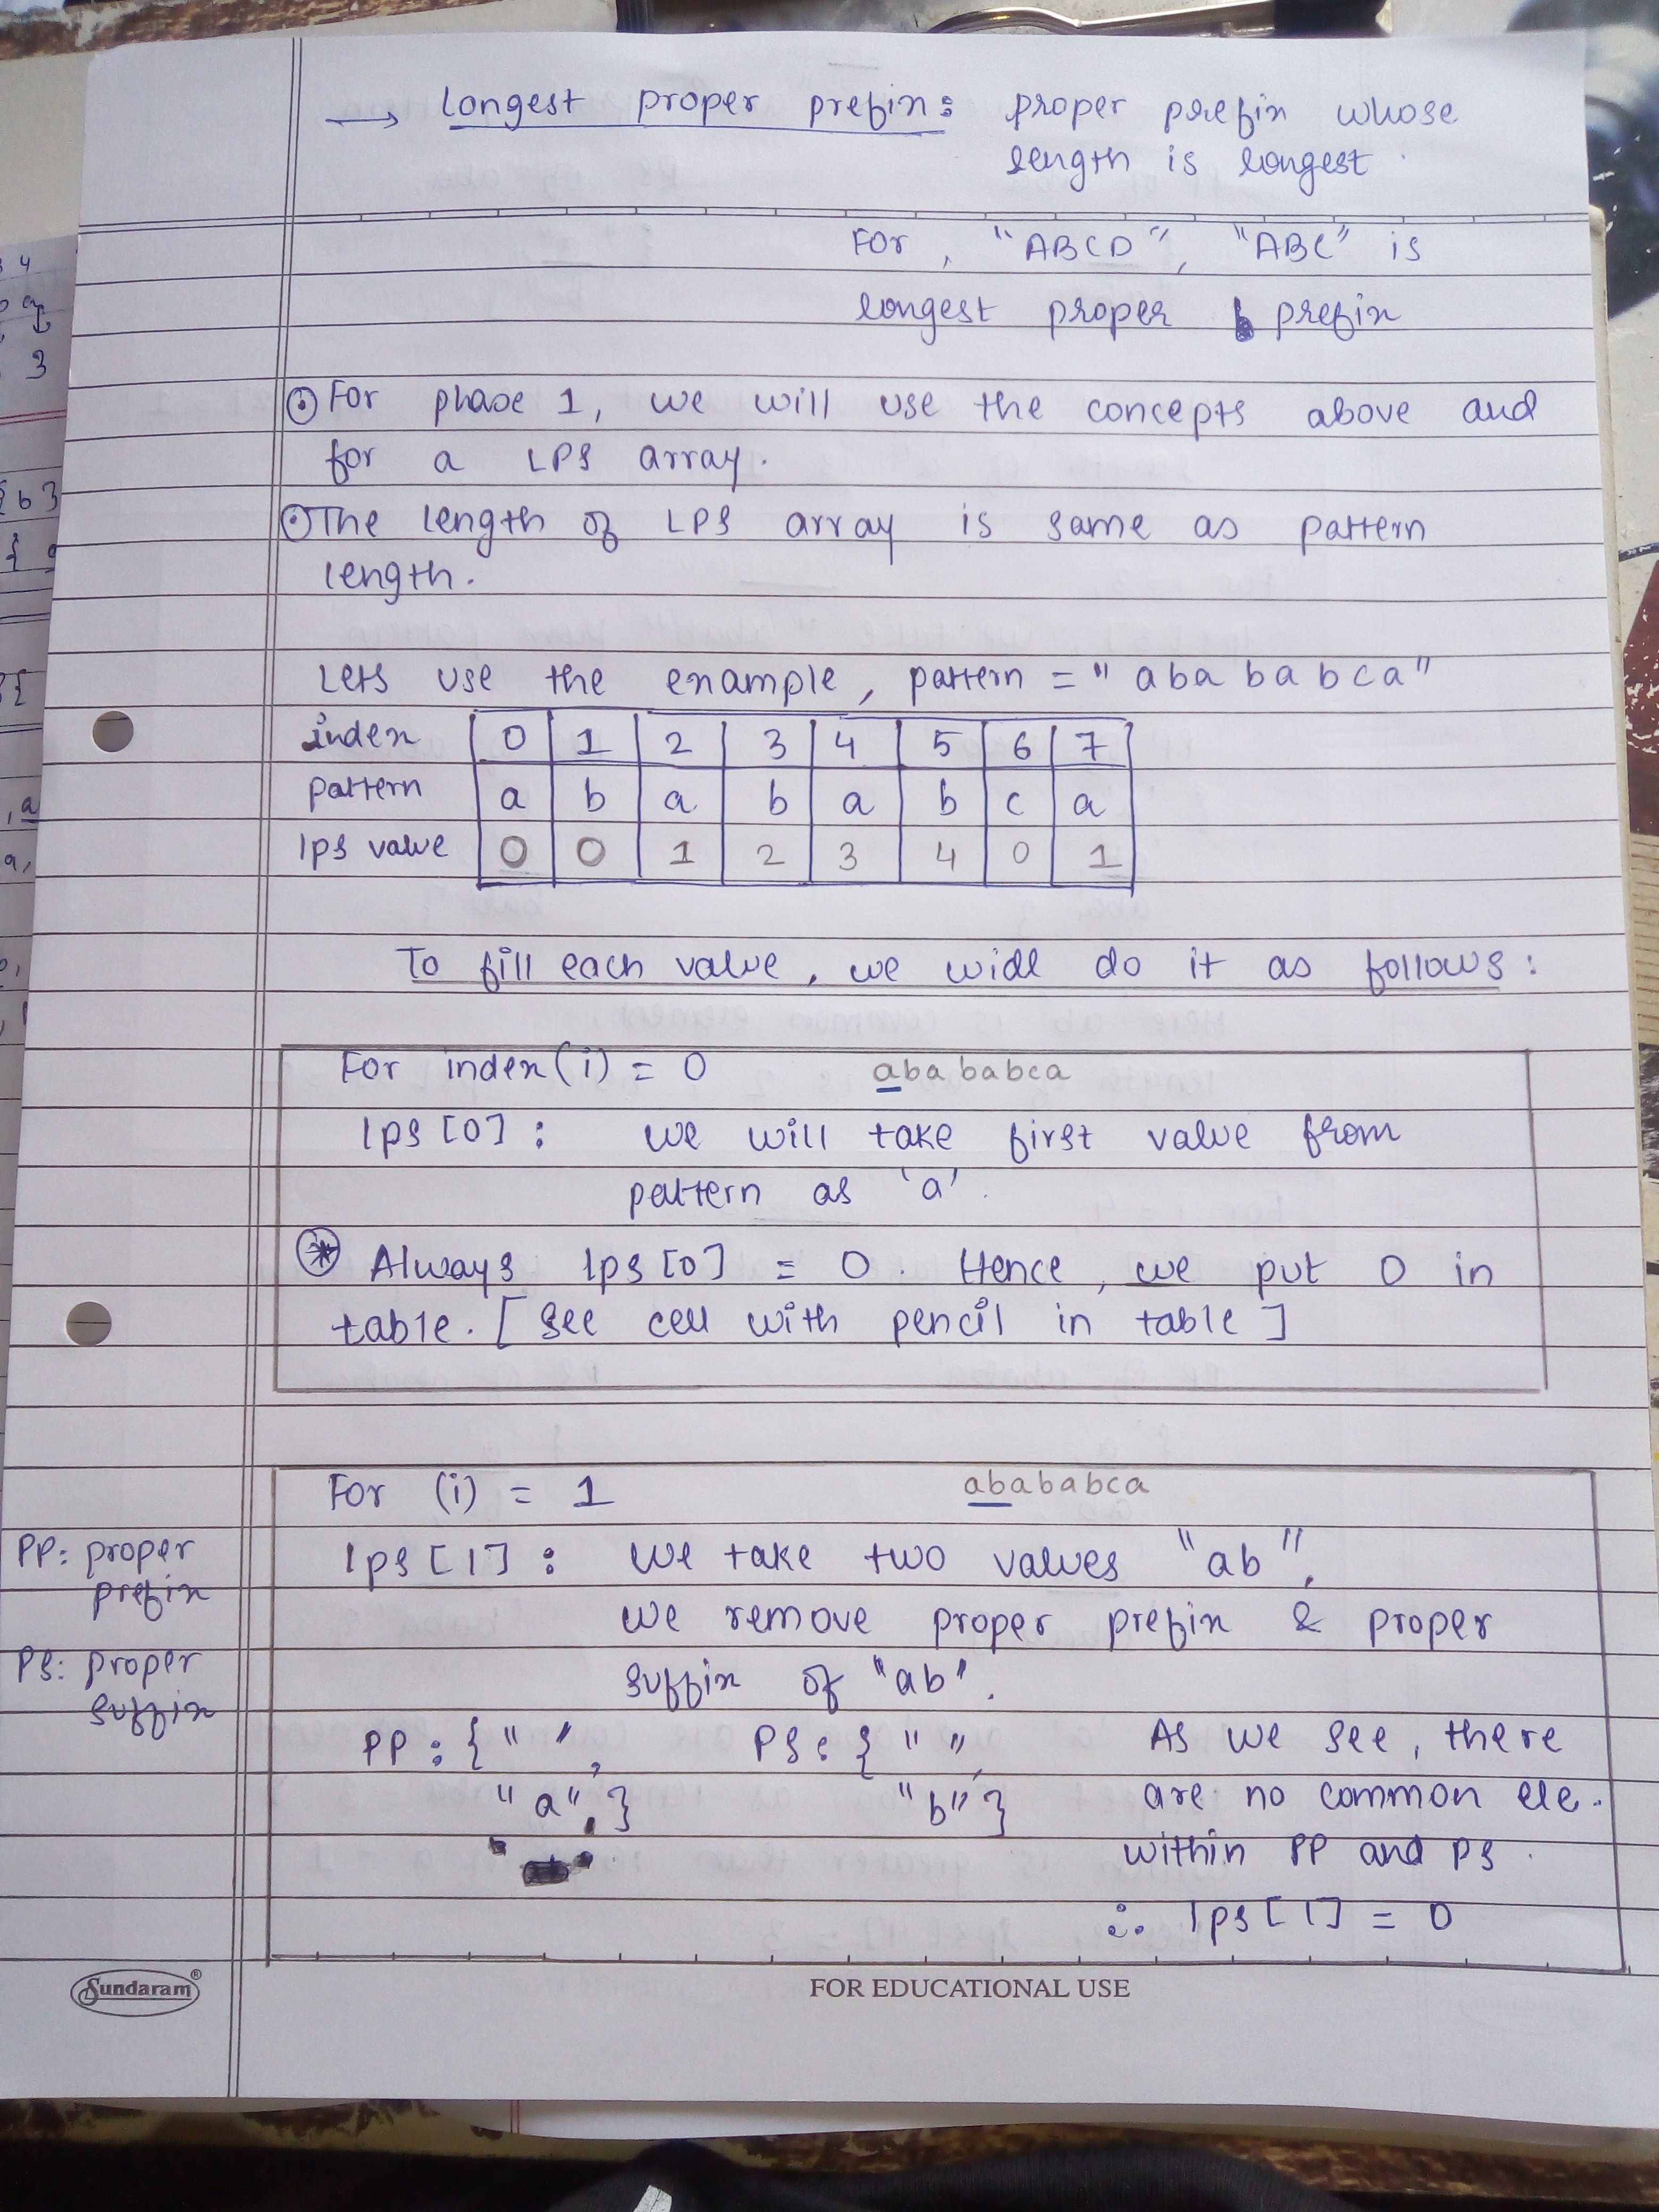 → Longest proper prefix: proper prefix whose
length is longest.
For, "ABCD", "ABC" is
longest proper prefix
⊙ For phase 1, we will use the concepts above and
for a LPS array.
⊙ The length of LPS array is same as pattern
length.
Lets use the example, pattern = "abababca"
index 0 1 2 3 4 5 6 7
pattern a b a b a b c a
lps value 0 0 1 2 3 4 0 1
To fill each value, we will do it as follows:
For index(i) = 0 abababca
lps[0]: we will take first value from
pattern as 'a'.
* Always lps[0] = 0. Hence, we put 0 in
table. [see cell with pencil in table]
For (i) = 1 abababca
lps[1]: We take two values "ab",
we remove proper prefix & proper
suffix of "ab".
PP: proper
prefix
PS: proper
suffix
PP: {" ", PS: {" ", As we see, there
"a",} "b"} are no common ele.
within PP and PS.
∴ lps[1] = 0
Sundaram®
FOR EDUCATIONAL USE
3 4
3
{b}